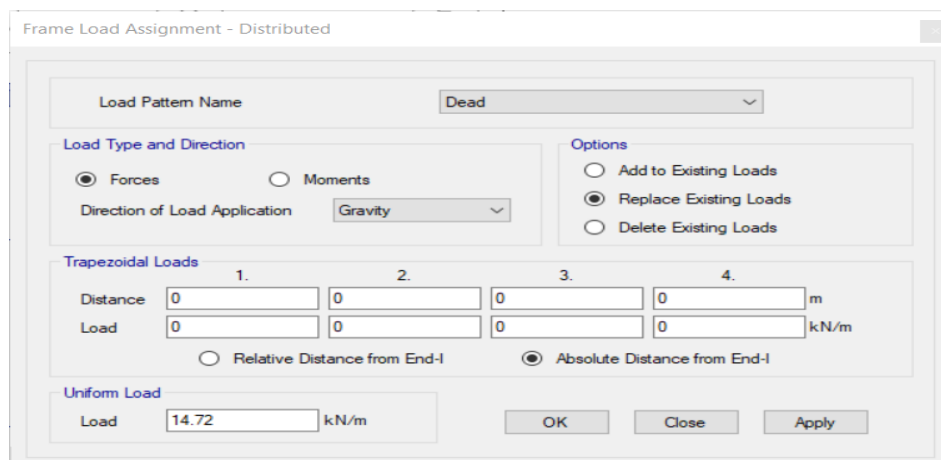 Frame Load Assignment - Distributed
Load Pattern Name Dead
Load Type and Direction
Forces Moments
Direction of Load Application Gravity
Options
Add to Existing Loads
Replace Existing Loads
Delete Existing Loads
Trapezoidal Loads
1. 2. 3. 4.
Distance 0 0 0 0 m
Load 0 0 0 0 kN/m
Relative Distance from End-I Absolute Distance from End-I
Uniform Load
Load 14.72 kN/m
OK Close Apply